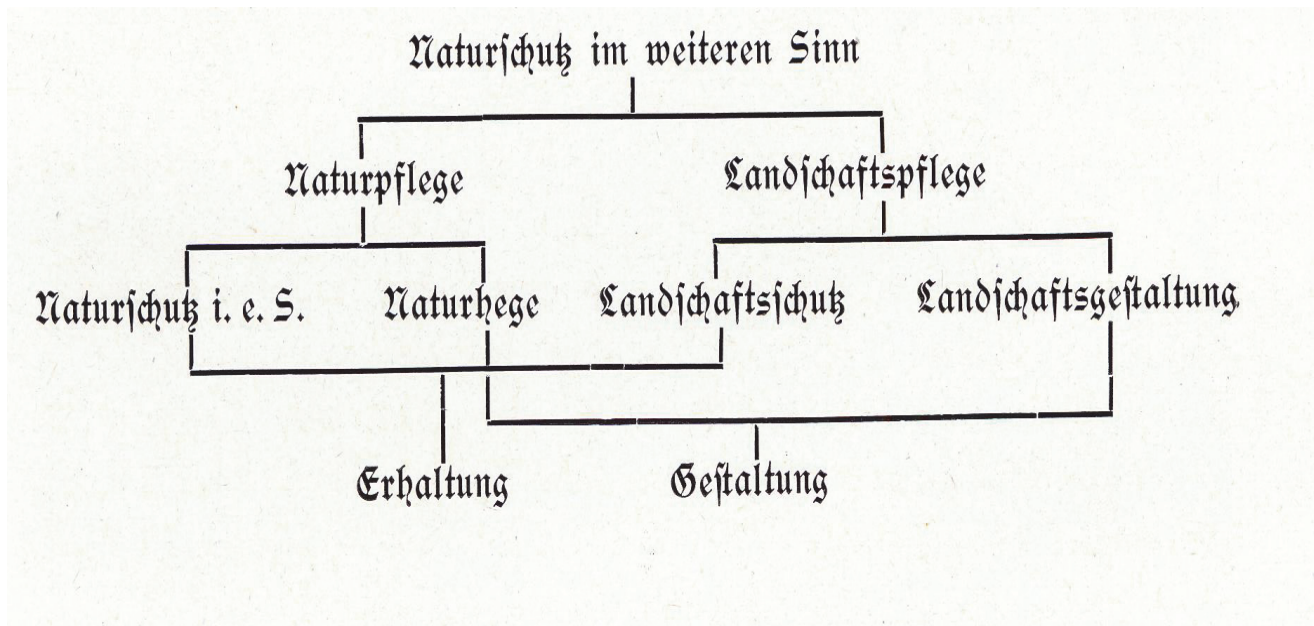 Naturſchutz im weiteren Sinn
Naturpflege Landſchaftspflege
Naturſchutz i. e. S. Naturhege Landſchaftsſchutz Landſchaftsgeſtaltung
Erhaltung Geſtaltung